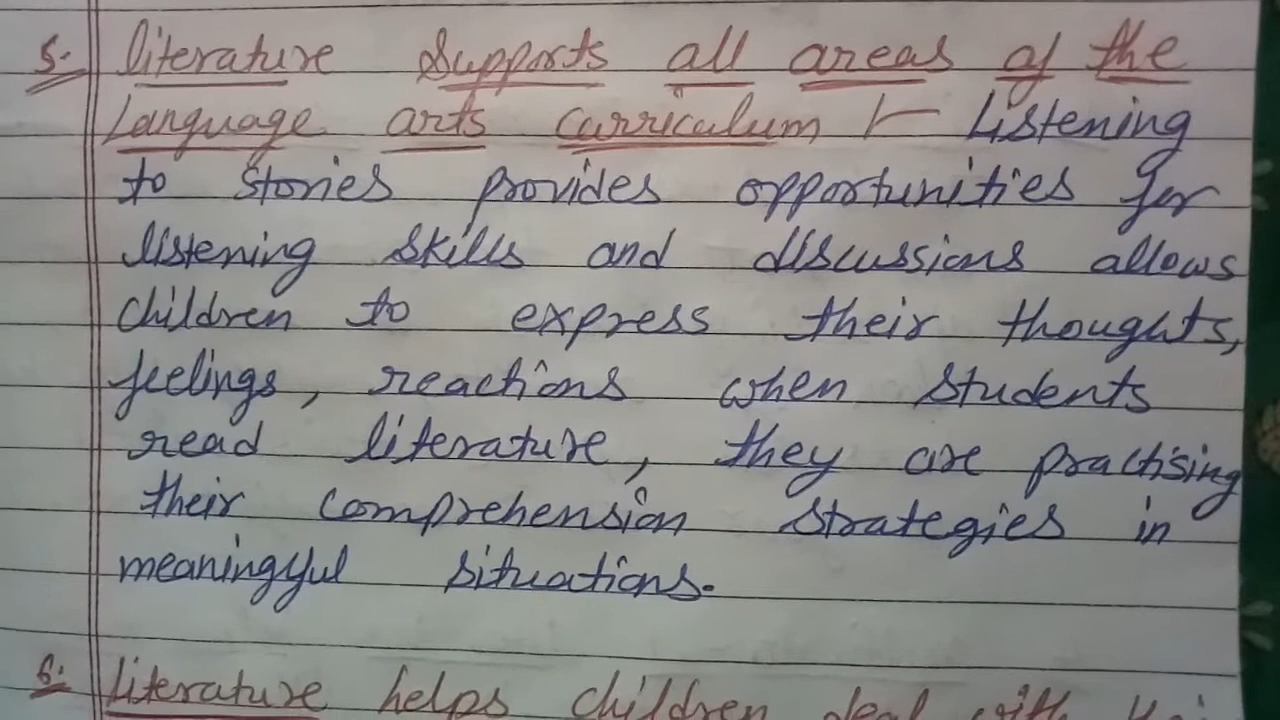 5. Literature Supports all areas of the
Language arts curriculum :- Listening
to stories provides opportunities for
listening skills and discussions allows
children to express their thoughts,
feelings, reactions when students
read literature, they are practising
their comprehension strategies in
meaningful situations.
6. Literature helps children deal with